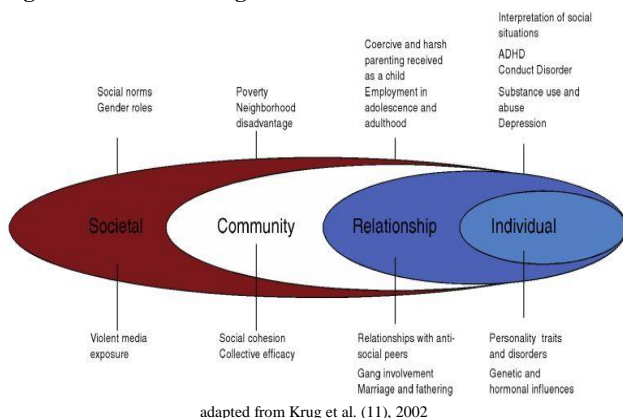 Interpretation of social
situations
ADHD
Conduct Disorder
Substance use and
abuse
Depression
Coercive and harsh
parenting received
as a child
Employment in
adolescence and
adulthood
Social norms
Gender roles
Poverty
Neighborhood
disadvantage
Societal
Community
Relationship
Individual
Violent media
exposure
Social cohesion
Collective efficacy
Relationships with anti-
social peers
Gang involvement
Marriage and fathering
Personality traits
and disorders
Genetic and
hormonal influences
adapted from Krug et al. (11), 2002